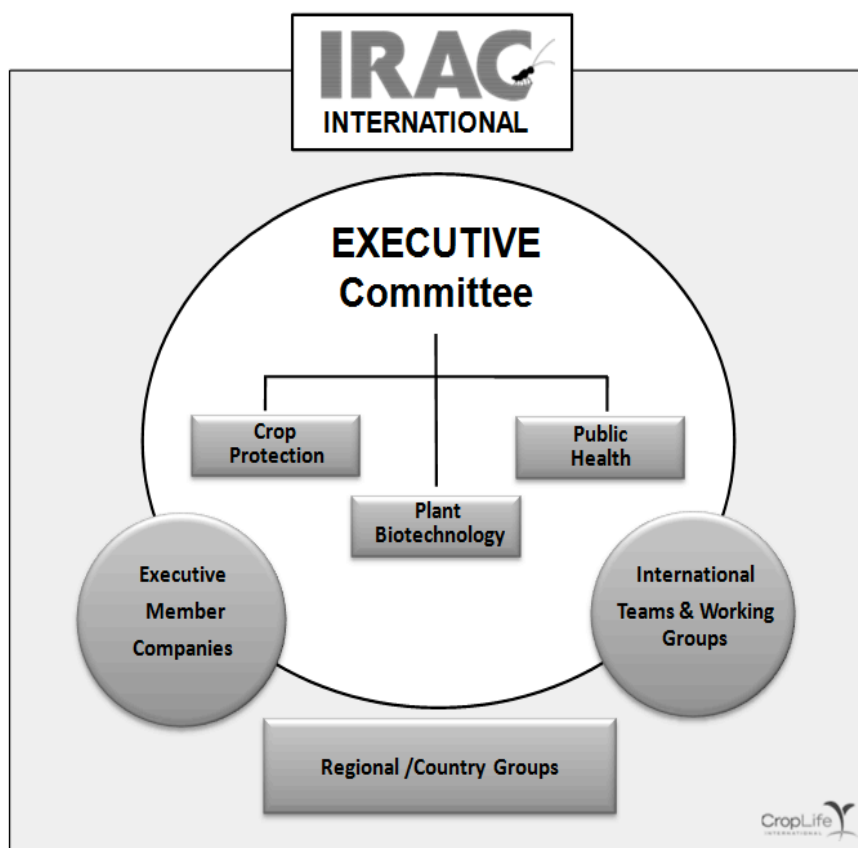 IRAC
INTERNATIONAL
EXECUTIVE
Committee
Crop
Protection
Public
Health
Plant
Biotechnology
Executive
Member
Companies
International
Teams & Working
Groups
Regional /Country Groups
CropLife
INTERNATIONAL